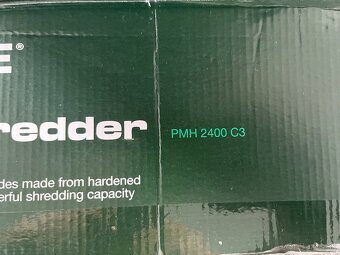 E®
redder
PMH 2400 C3
des made from hardened
erful shredding capacity